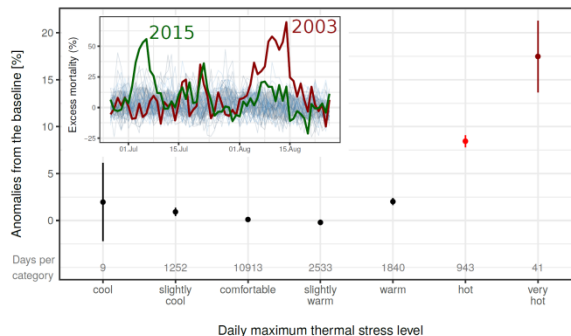 2015
2003
Excess mortality (%)
50
25
0
−25
01.Jul
15.Jul
01.Aug
15.Aug
Anomalies from the baseline [%]
20
15
10
5
0
Days per
category
9
1252
10913
2533
1840
943
41
cool
slightly
cool
comfortable
slightly
warm
warm
hot
very
hot
Daily maximum thermal stress level